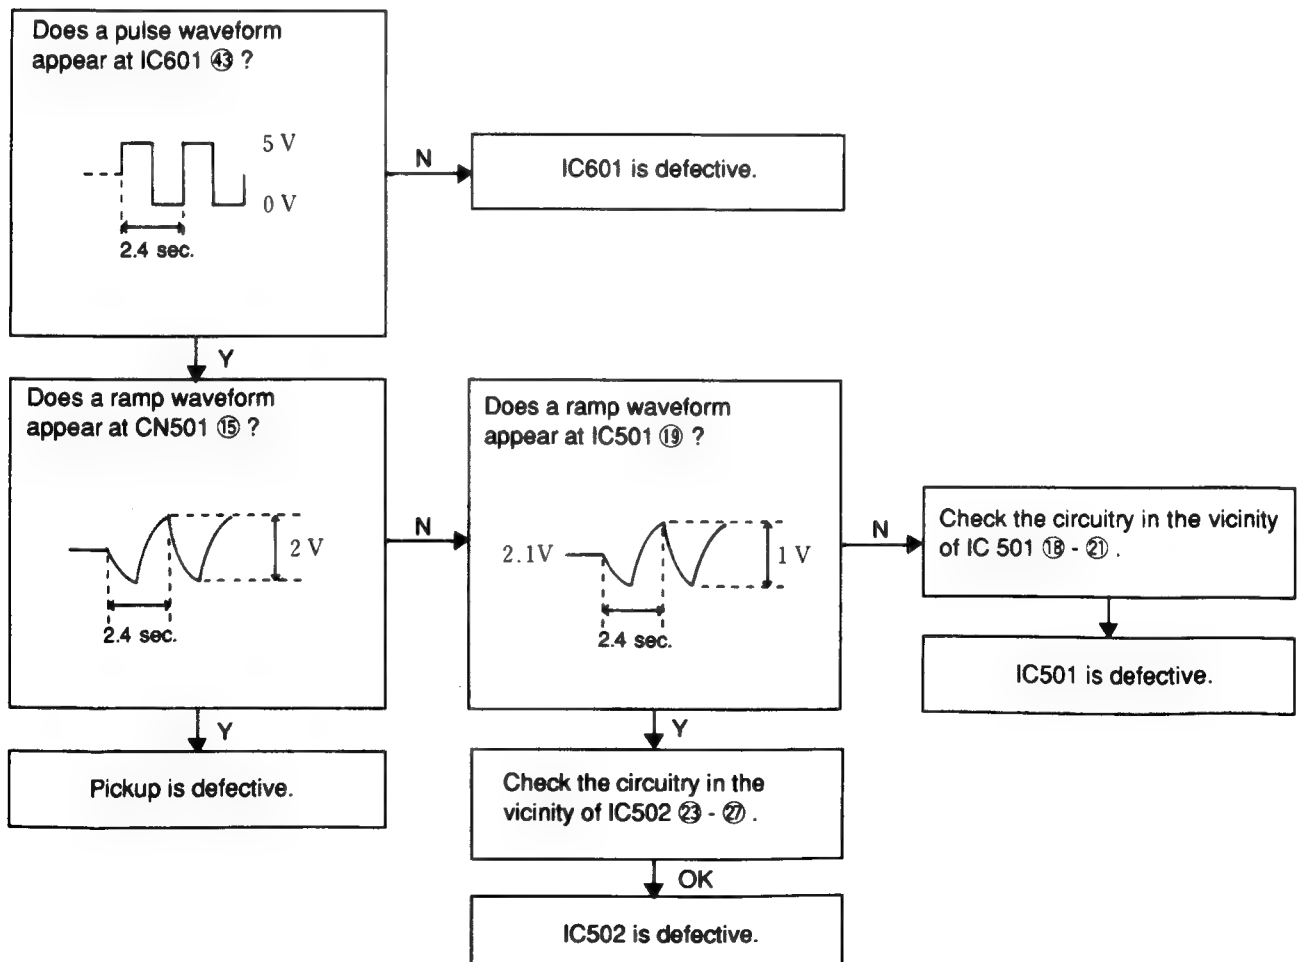 Does a pulse waveform
appear at IC601 ㊸ ?
5 V
0 V
2.4 sec.
N
IC601 is defective.
Y
Does a ramp waveform
appear at CN501 ⑮ ?
2 V
2.4 sec.
N
Does a ramp waveform
appear at IC501 ⑲ ?
2.1V
1 V
2.4 sec.
N
Check the circuitry in the vicinity
of IC 501 ⑱ - ㉑ .
IC501 is defective.
Y
Pickup is defective.
Y
Check the circuitry in the
vicinity of IC502 ㉓ - ㉗ .
OK
IC502 is defective.